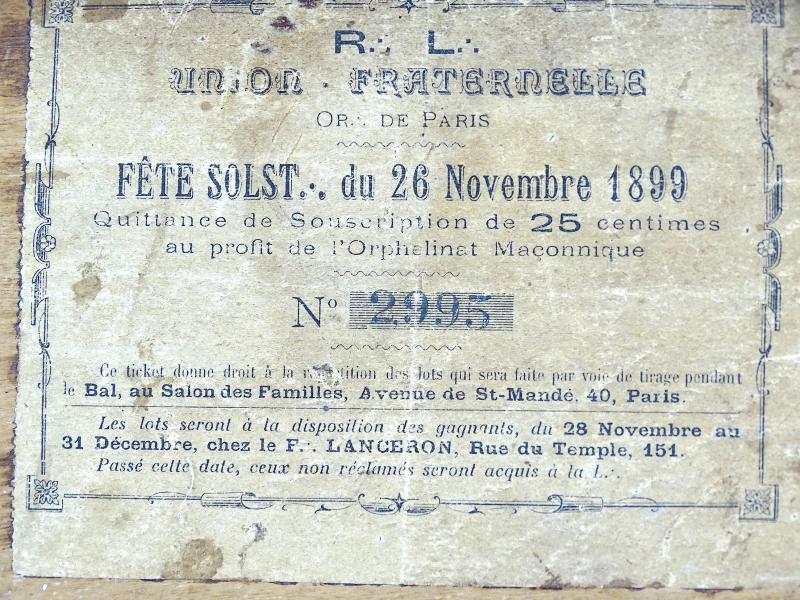 R∴ L∴
UNION · FRATERNELLE
OR∴ DE PARIS
FÊTE SOLST∴ du 26 Novembre 1899
Quittance de Souscription de 25 centimes
au profit de l'Orphelinat Maçonnique
Nº 2995
Ce ticket donne droit à la répartition des lots qui sera faite par voie de tirage pendant
le Bal, au Salon des Familles, Avenue de St-Mandé. 40, Paris.
Les lots seront à la disposition des gagnants, du 28 Novembre au
31 Décembre, chez le F∴ LANCERON, Rue du Temple, 151.
Passé cette date, ceux non réclamés seront acquis à la L∴